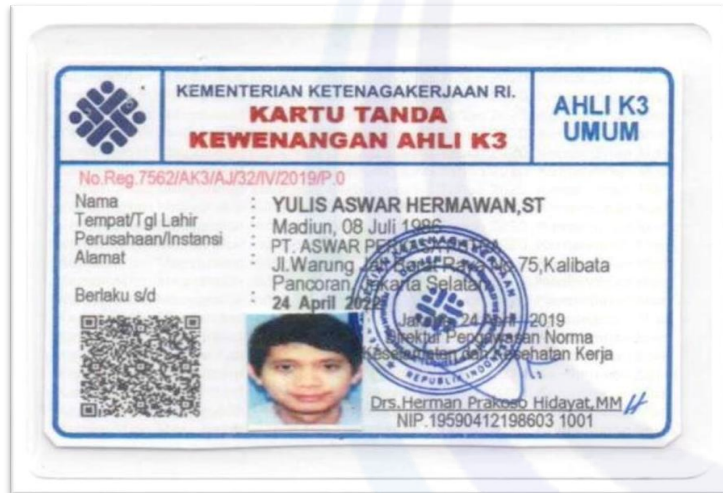 KEMENTERIAN KETENAGAKERJAAN RI.
KARTU TANDA
KEWENANGAN AHLI K3
AHLI K3
UMUM
No.Reg.7562/AK3/AJ/32/IV/2019/P.0
Nama : YULIS ASWAR HERMAWAN,ST
Tempat/Tgl Lahir : Madiun, 08 Juli 1986
Perusahaan/Instansi : PT. ASWAR
Alamat : Jl.Warung Jati Barat Raya No 75,Kalibata
Pancoran, Jakarta Selatan
Berlaku s/d : 24 April 2022
Jakarta, 24 April 2019
Direktur Pengawasan Norma
Keselamatan dan Kesehatan Kerja
REPUBLIK INDONESIA
Drs.Herman Prakoso Hidayat,MM
NIP.19590412198603 1001